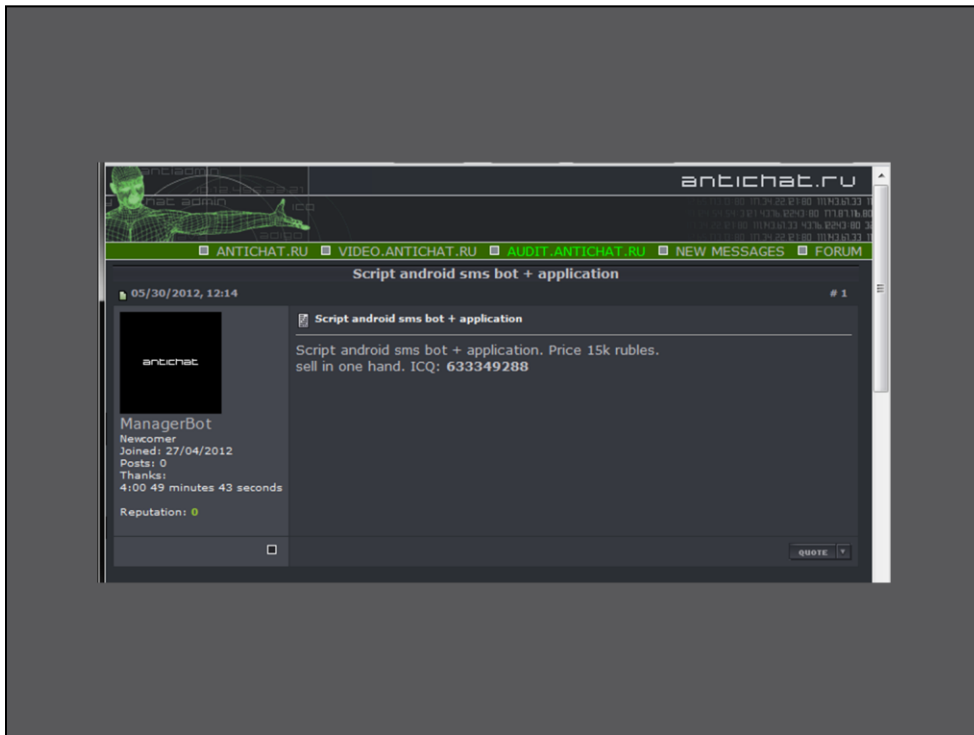 antichat.ru
ANTICHAT.RU VIDEO.ANTICHAT.RU AUDIT.ANTICHAT.RU NEW MESSAGES FORUM
Script android sms bot + application
05/30/2012, 12:14 # 1
Script android sms bot + application
Script android sms bot + application. Price 15k rubles.
sell in one hand. ICQ: 633349288
antichat
ManagerBot
Newcomer
Joined: 27/04/2012
Posts: 0
Thanks:
4:00 49 minutes 43 seconds
Reputation: 0
QUOTE